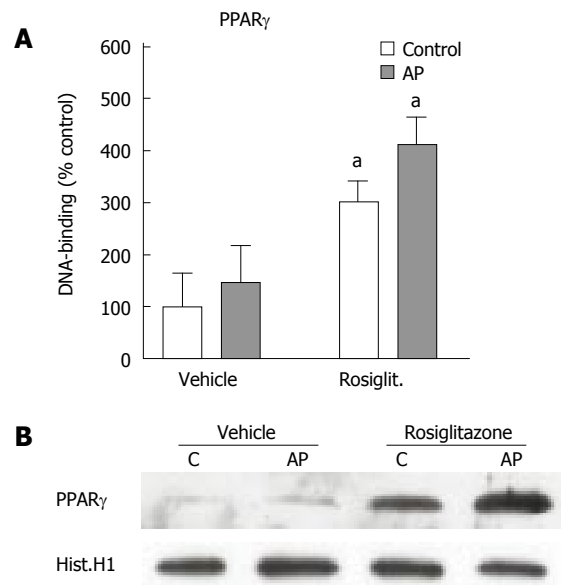 A
PPARγ
DNA-binding (% control)
600
500
400
300
200
100
0
Control
AP
a
a
Vehicle
Rosiglit.
B
Vehicle
Rosiglitazone
C
AP
C
AP
PPARγ
Hist.H1